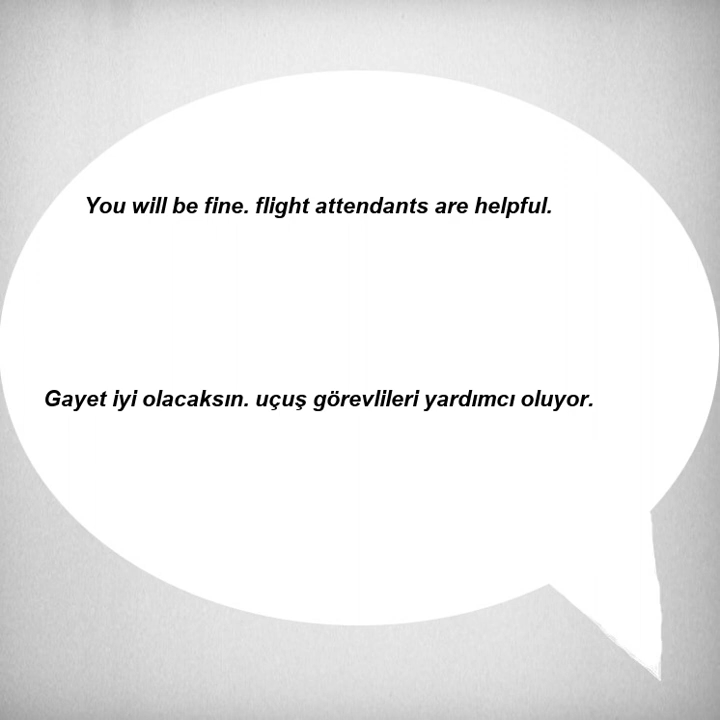 You will be fine. flight attendants are helpful.
Gayet iyi olacaksın. uçuş görevlileri yardımcı oluyor.